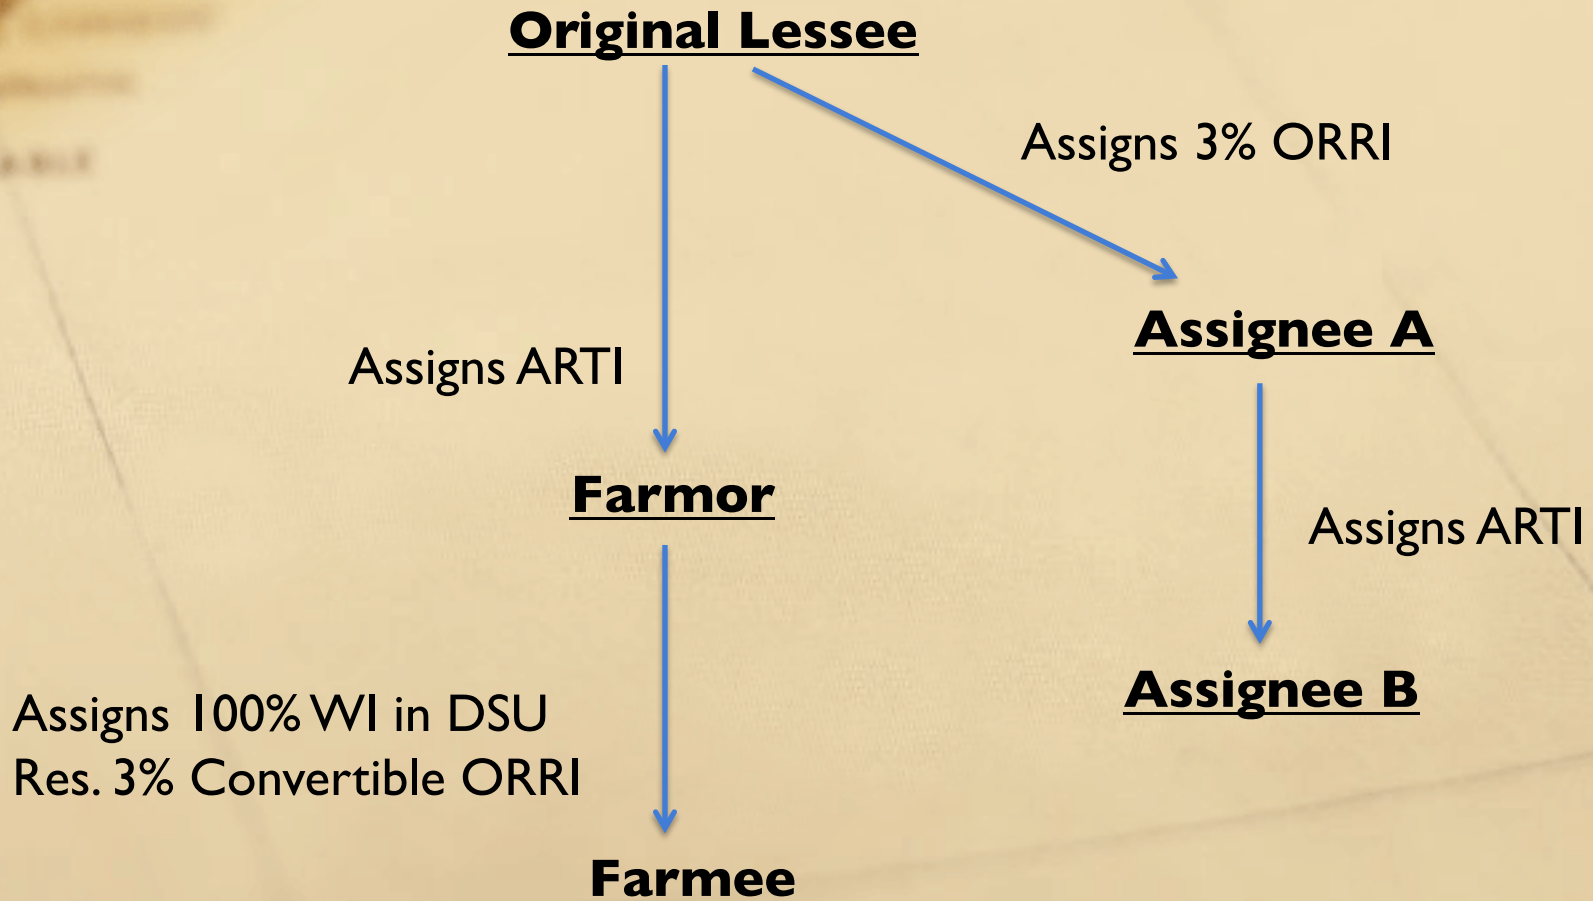 Original Lessee
Assigns 3% ORRI
Assignee A
Assigns ARTI
Farmor
Assigns ARTI
Assignee B
Assigns 100% WI in DSU
Res. 3% Convertible ORRI
Farmee